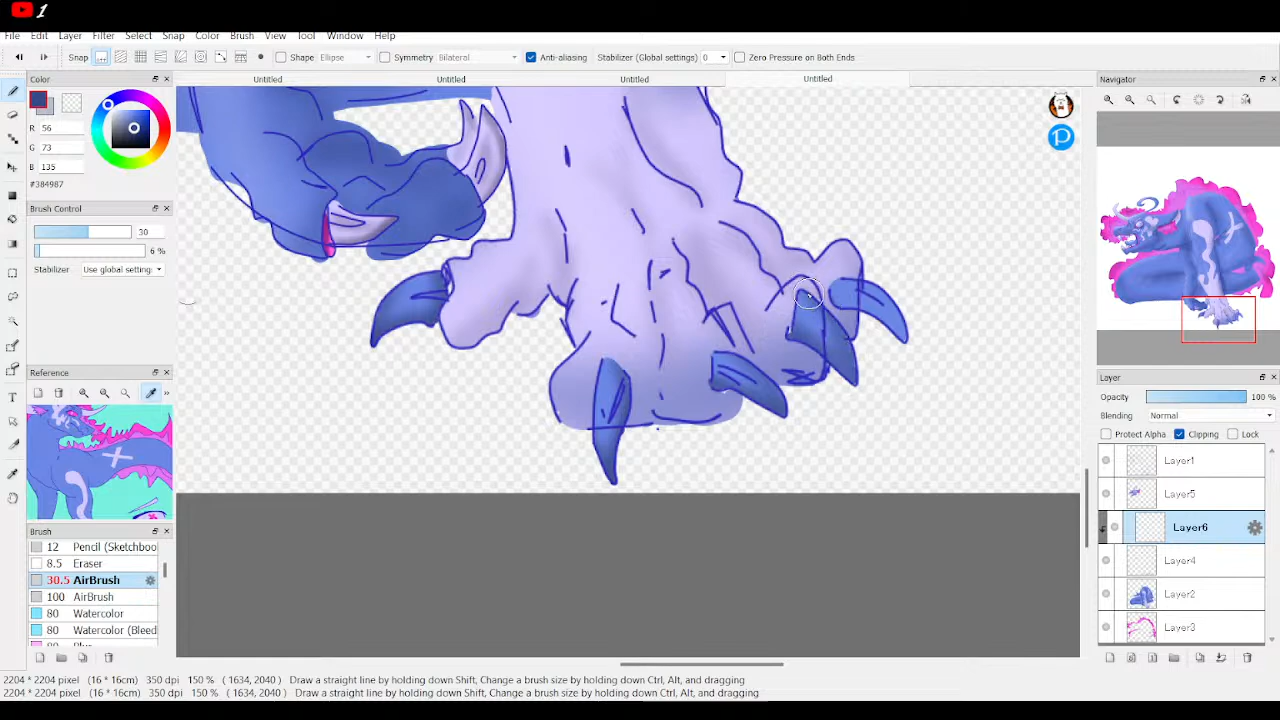 1
File Edit Layer Filter Select Snap Color Brush View Tool Window Help
Snap Shape Ellipse Symmetry Bilateral Anti-aliasing Stabilizer (Global settings) 0 Zero Pressure on Both Ends
Color
Untitled Untitled Untitled Untitled
Navigator
R 56
G 73
B 135
#384987
Brush Control
30
6 %
Stabilizer Use global setting
Reference
Layer
Opacity 100 %
Blending Normal
Protect Alpha Clipping Lock
Layer1
Layer5
Layer6
Layer4
Layer2
Layer3
Brush
12 Pencil (Sketchboo
8.5 Eraser
30.5 AirBrush
100 AirBrush
80 Watercolor
80 Watercolor (Bleed
2204 * 2204 pixel (16 * 16cm) 350 dpi 150 % ( 1634, 2040 ) Draw a straight line by holding down Shift, Change a brush size by holding down Ctrl, Alt, and dragging
2204 * 2204 pixel (16 * 16cm) 350 dpi 150 % ( 1634, 2040 ) Draw a straight line by holding down Shift, Change a brush size by holding down Ctrl, Alt, and dragging